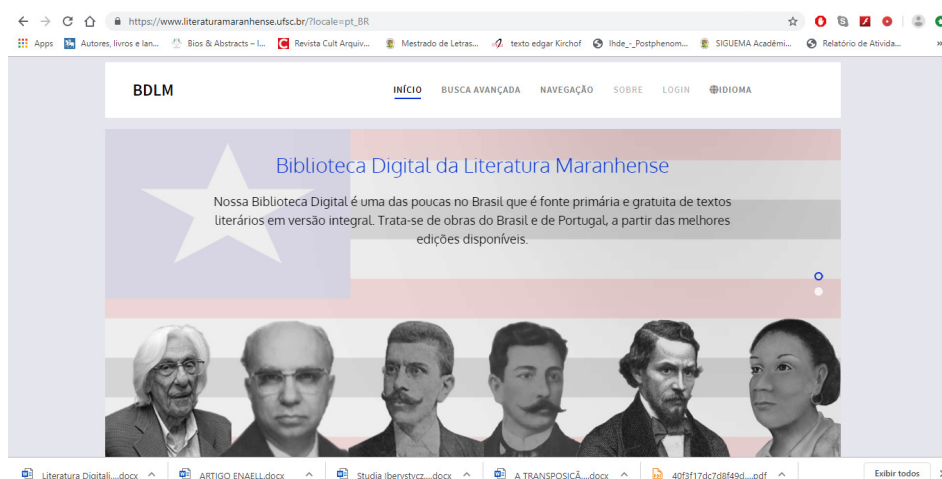 https://www.literaturamaranhense.ufsc.br/?locale=pt_BR
Apps Autores, livros e lan... Bios & Abstracts – I... Revista Cult Arquiv... Mestrado de Letras... texto edgar Kirchof Ihde_-_Postphenom... SIGUEMA Acadêmi... Relatório de Ativida... »
BDLM INÍCIO BUSCA AVANÇADA NAVEGAÇÃO SOBRE LOGIN IDIOMA
Biblioteca Digital da Literatura Maranhense
Nossa Biblioteca Digital é uma das poucas no Brasil que é fonte primária e gratuita de textos
literários em versão integral. Trata-se de obras do Brasil e de Portugal, a partir das melhores
edições disponíveis.
Literatura Digitali....docx ARTIGO ENAELL.docx Studia Iberystycz....docx A TRANSPOSIÇÃ....docx 40f3f17dc7d8f49d....pdf Exibir todos